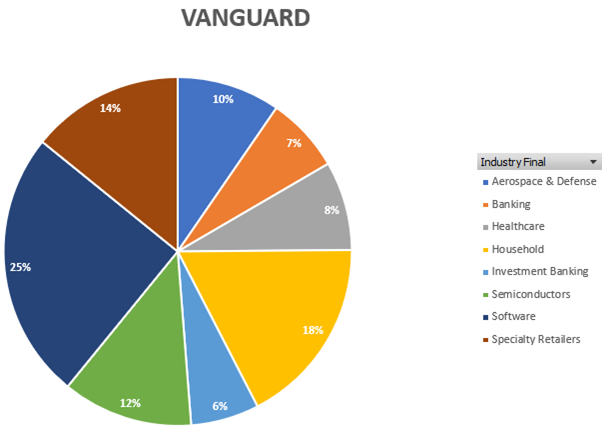 VANGUARD
10%
7%
8%
18%
6%
12%
25%
14%
Industry Final
Aerospace & Defense
Banking
Healthcare
Household
Investment Banking
Semiconductors
Software
Specialty Retailers